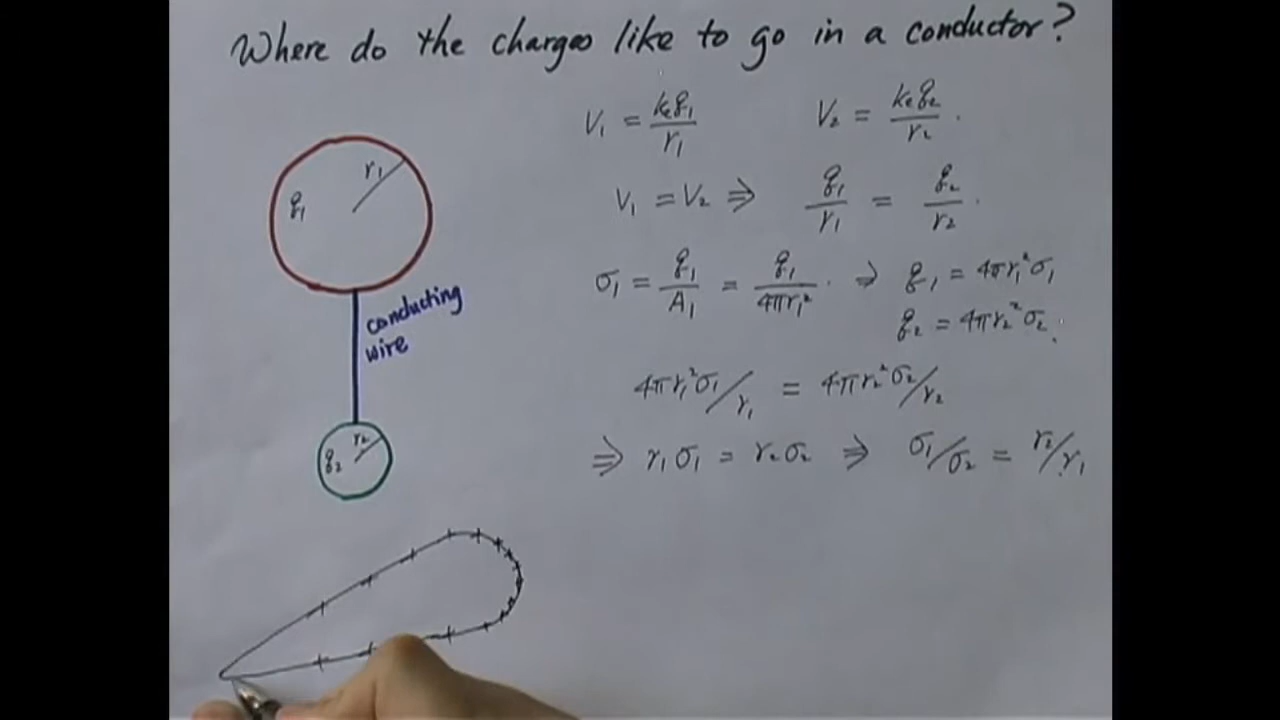 Where do the charges like to go in a conductor?
V₁ = keq₁/r₁ V₂ = keq₂/r₂.
r₁
q₁
V₁ = V₂ ⇒ q₁/r₁ = q₂/r₂.
σ₁ = q₁/A₁ = q₁/4πr₁². ⇒ q₁ = 4πr₁²σ₁
q₂ = 4πr₂²σ₂.
conducting
wire
4πr₁²σ₁/r₁ = 4πr₂²σ₂/r₂
r₂
q₂
⇒ r₁σ₁ = r₂σ₂ ⇒ σ₁/σ₂ = r₂/r₁